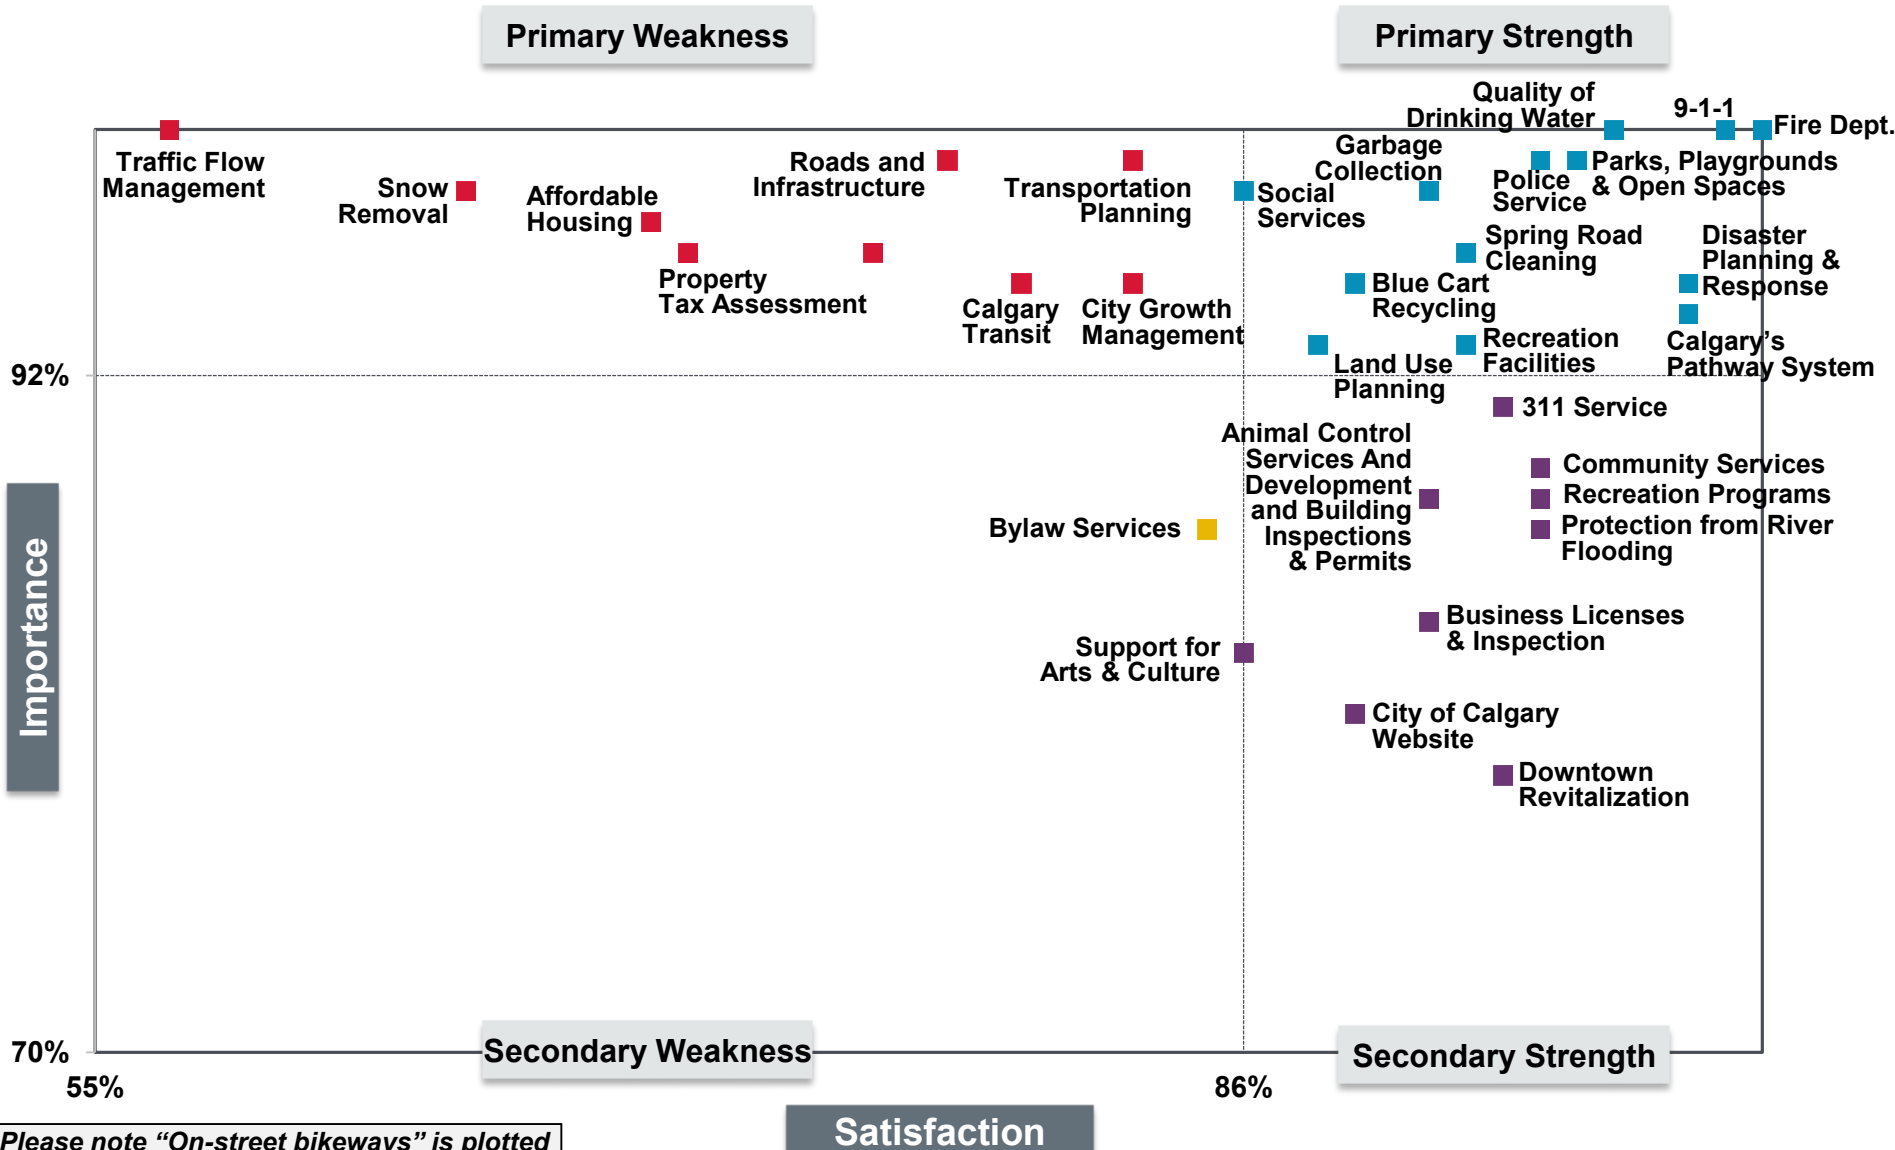 Primary Weakness
Primary Strength
Quality of
Drinking Water
9-1-1
Fire Dept.
Garbage
Collection
Traffic Flow
Management
Snow
Removal
Affordable
Housing
Roads and
Infrastructure
Transportation
Planning
Social
Services
Police
Service
Parks, Playgrounds
& Open Spaces
Property
Tax Assessment
Calgary
Transit
City Growth
Management
Blue Cart
Recycling
Spring Road
Cleaning
Disaster
Planning &
Response
Land Use
Planning
Recreation
Facilities
Calgary's
Pathway System
92%
311 Service
Animal Control
Services And
Development
and Building
Inspections
& Permits
Community Services
Recreation Programs
Protection from River
Flooding
Bylaw Services
Importance
Business Licenses
& Inspection
Support for
Arts & Culture
City of Calgary
Website
Downtown
Revitalization
70%
Secondary Weakness
Secondary Strength
55%
86%
Satisfaction
Please note “On-street bikeways” is plotted